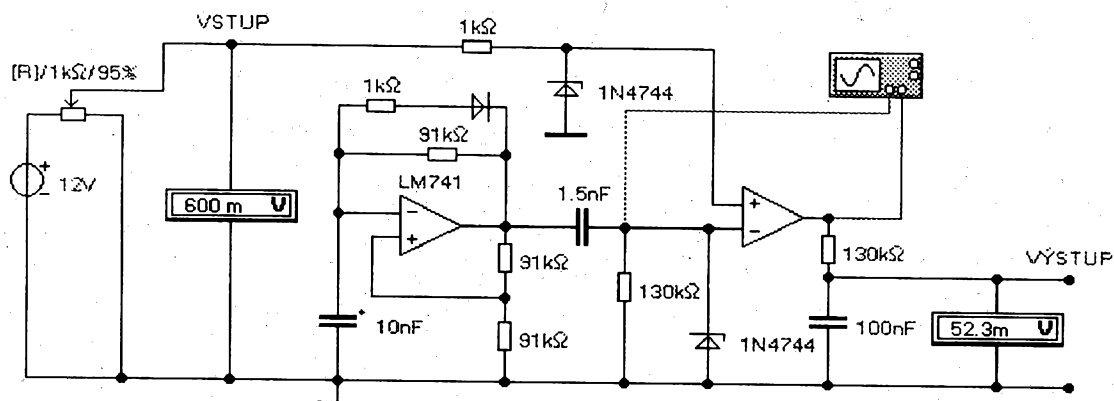 VSTUP
1kΩ
[R]/1kΩ/95%
1kΩ
1N4744
91kΩ
12V
LM741
1.5nF
600 m V
+
−
−
+
+
−
91kΩ
130kΩ
130kΩ
VÝSTUP
10nF
91kΩ
1N4744
100nF
52.3m V